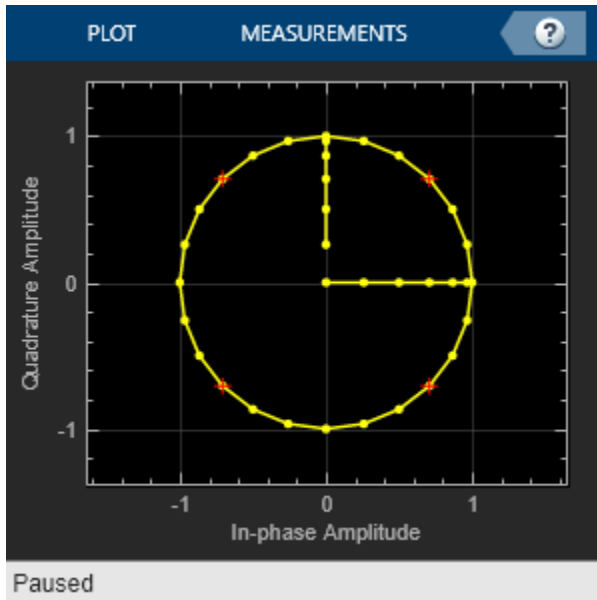 PLOT MEASUREMENTS ?
1
0
-1
Quadrature Amplitude
-1 0 1
In-phase Amplitude
Paused